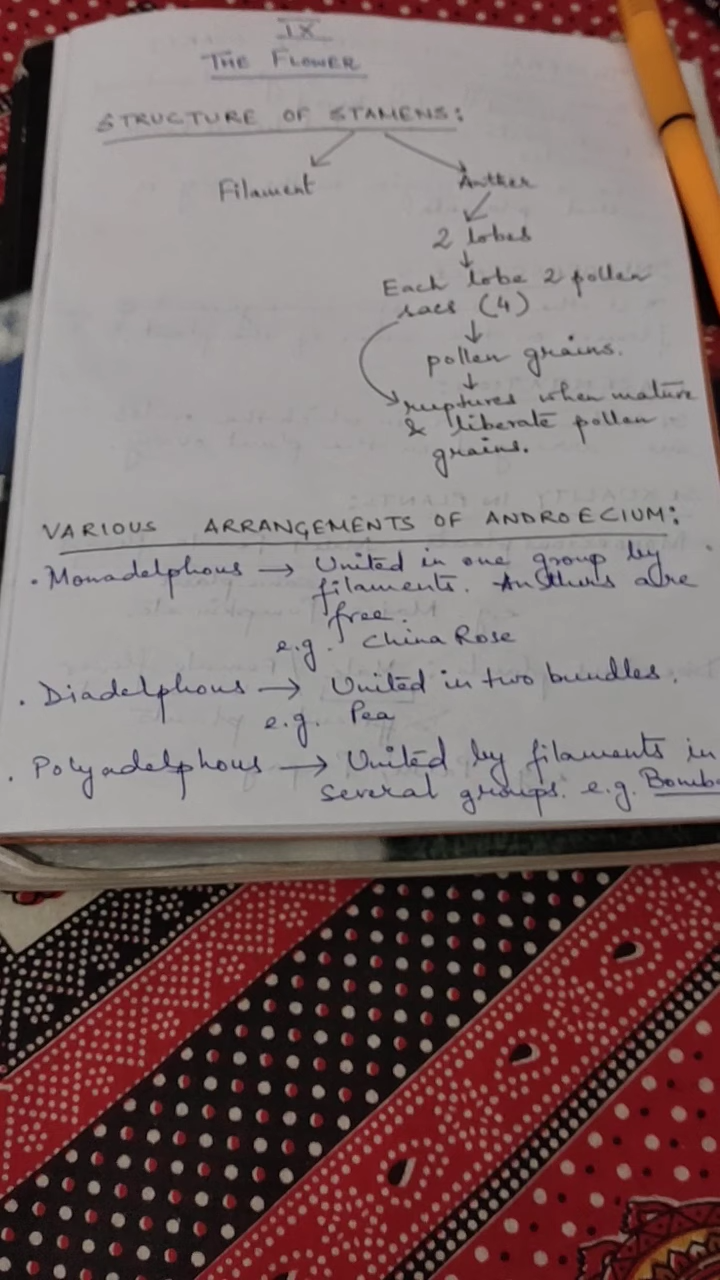 IX
THE FLOWER
STRUCTURE OF STAMENS:
Filament Anther
2 lobes
Each lobe 2 pollen
sacs (4)
pollen grains.
ruptures when mature
& liberate pollen
grains.
VARIOUS ARRANGEMENTS OF ANDROECIUM:
. Monadelphous → United in one group by
filaments. Anthers are
free.
e.g. China Rose
. Diadelphous → United in two bundles.
e.g. Pea
. Polyadelphous → United by filaments in
several groups. e.g. Bomb